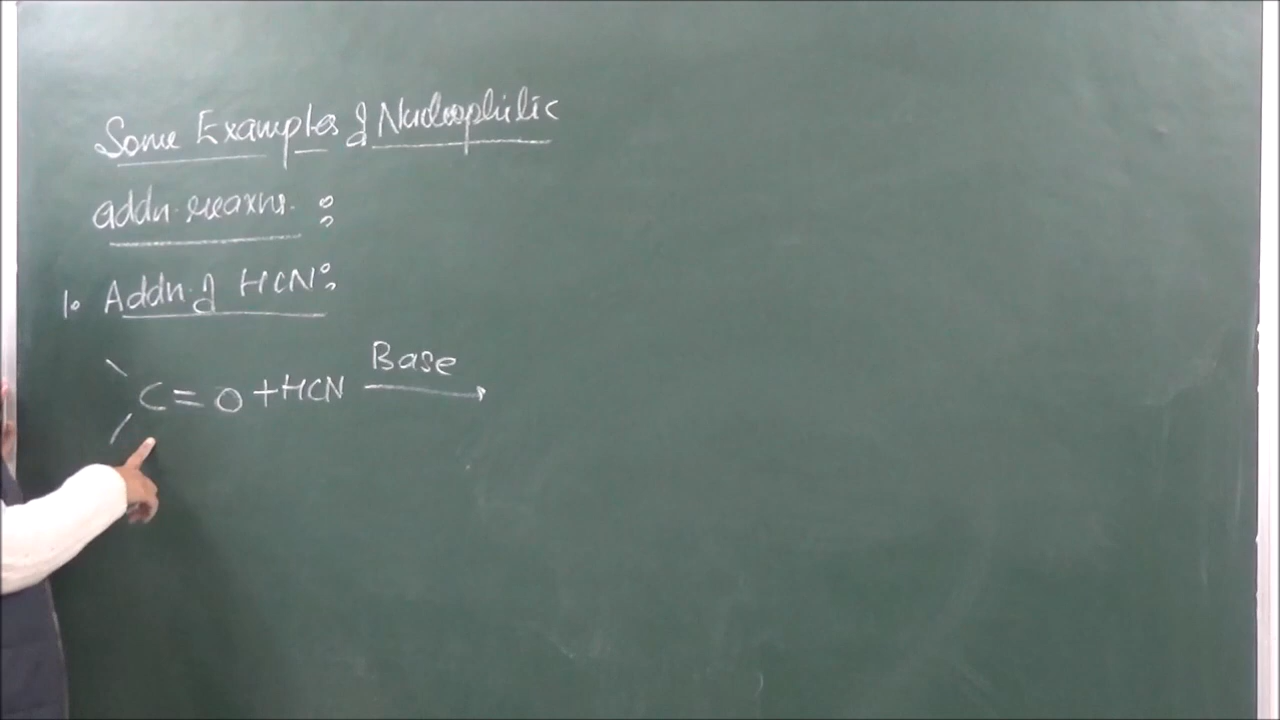 Some Examples of Nucleophilic
addn. reaxns. :
1. Addn. of HCN:
Base
C = O + HCN